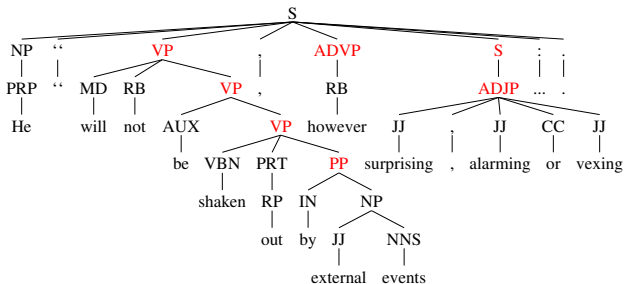 S
NP “ VP , ADVP S : .
PRP “ MD RB VP , RB ADJP ... .
He will not AUX VP however JJ , JJ CC JJ
be VBN PRT PP surprising , alarming or vexing
shaken RP IN NP
out by JJ NNS
external events